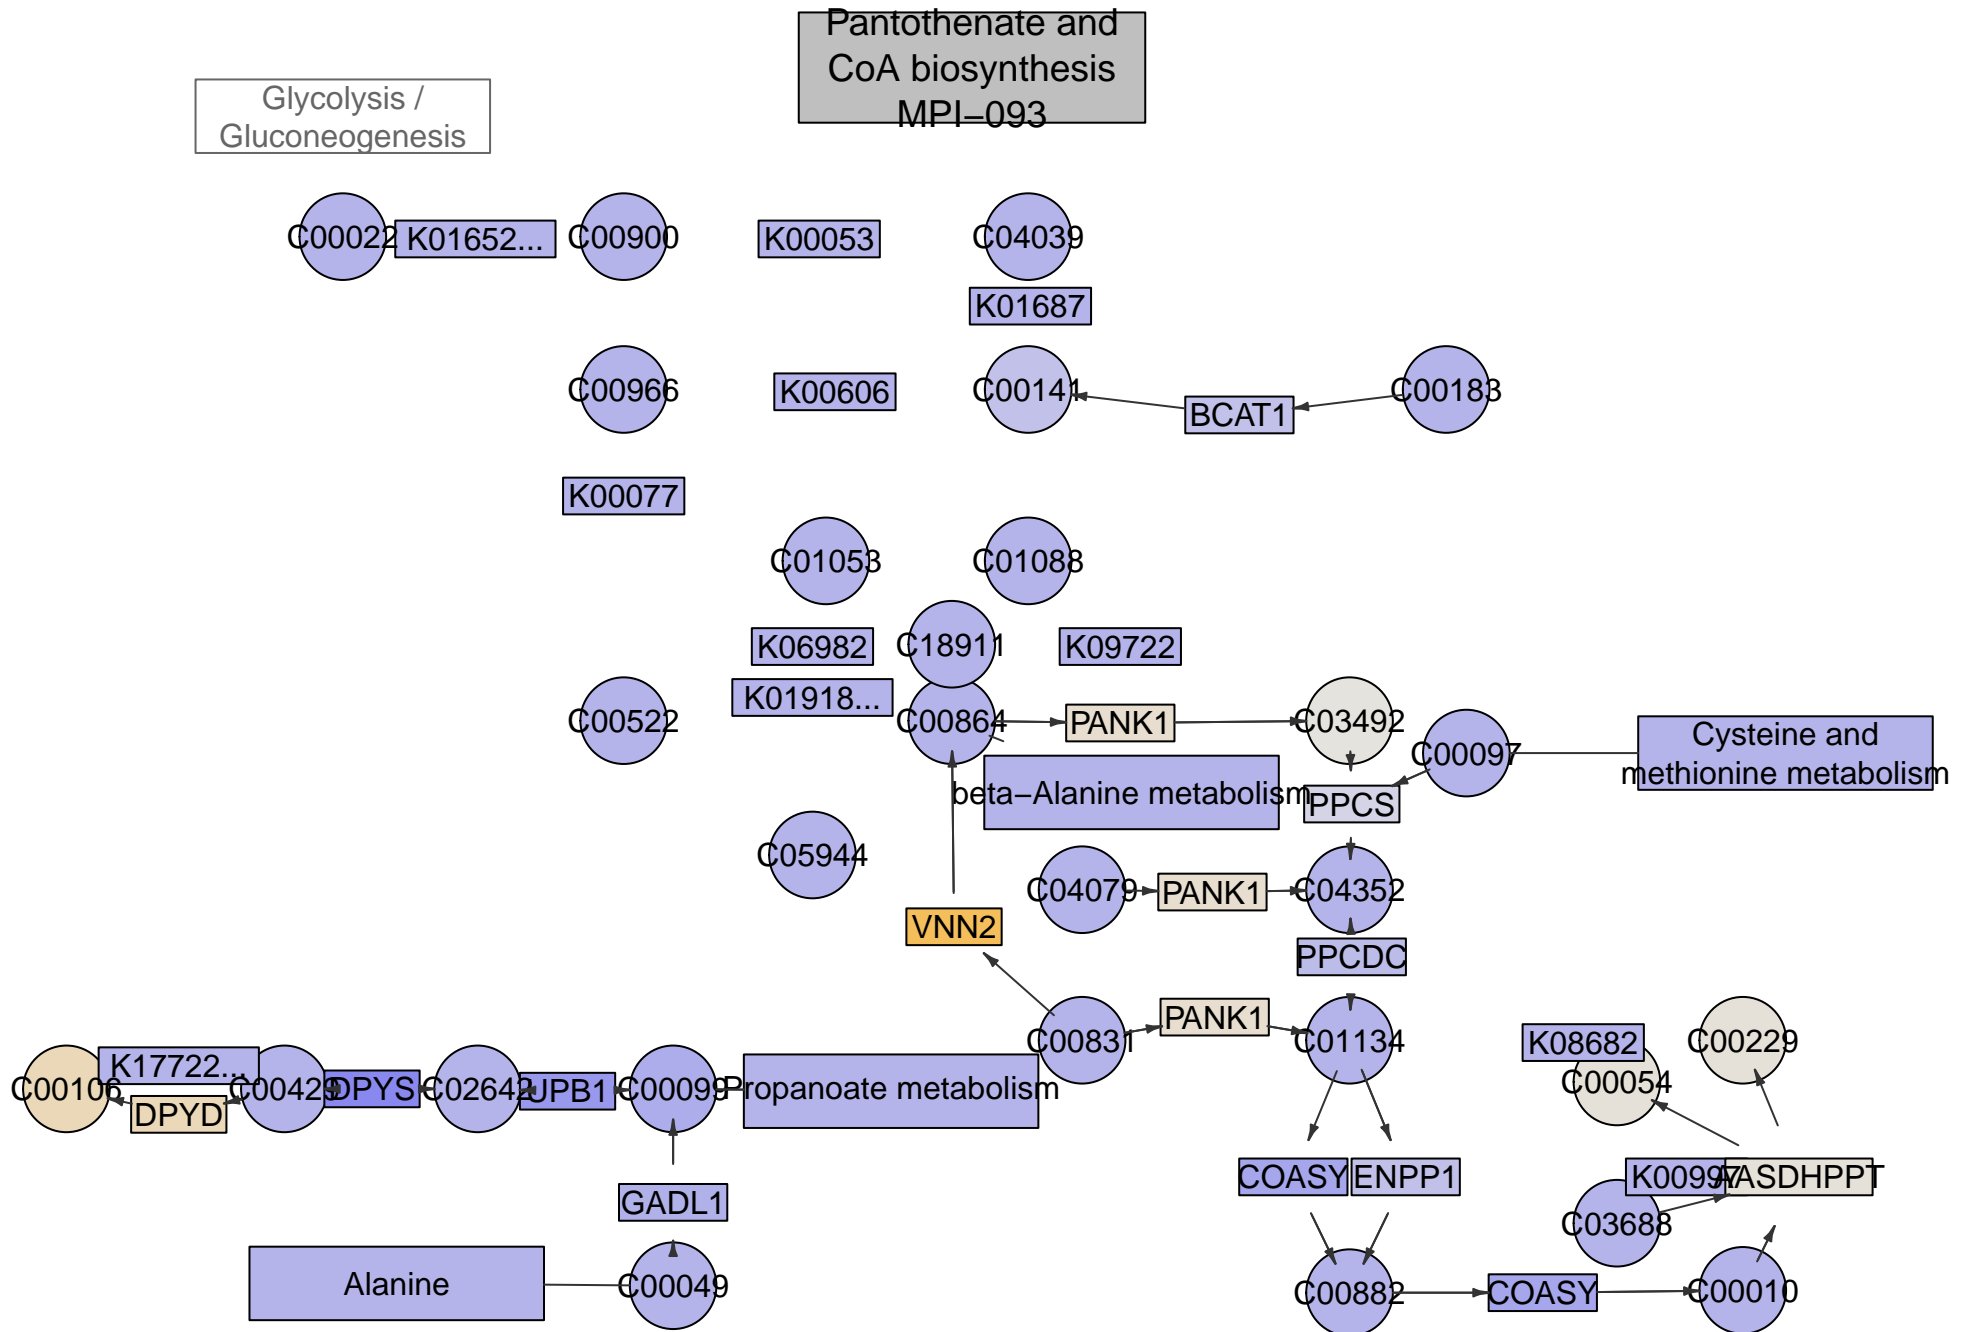 Pantothenate and
CoA biosynthesis
MPI−093
Glycolysis /
Gluconeogenesis
C00022
K01652...
C00900
K00053
C04039
K01687
C00966
K00606
C00141
BCAT1
C00183
K00077
C01053
C01088
K06982
C18911
K09722
K01918...
C00522
C00864
PANK1
C03492
C00097
Cysteine and
methionine metabolism
beta−Alanine metabolism
PPCS
C05944
C04079
PANK1
C04352
VNN2
PPCDC
C00831
PANK1
C01134
K08682
C00229
C00054
K17722...
C00106
DPYD
C00429
DPYS
C02642
UPB1
C00099
Propanoate metabolism
COASY
ENPP1
K00997
AASDHPPT
GADL1
C03688
Alanine
C00049
C00882
COASY
C00010